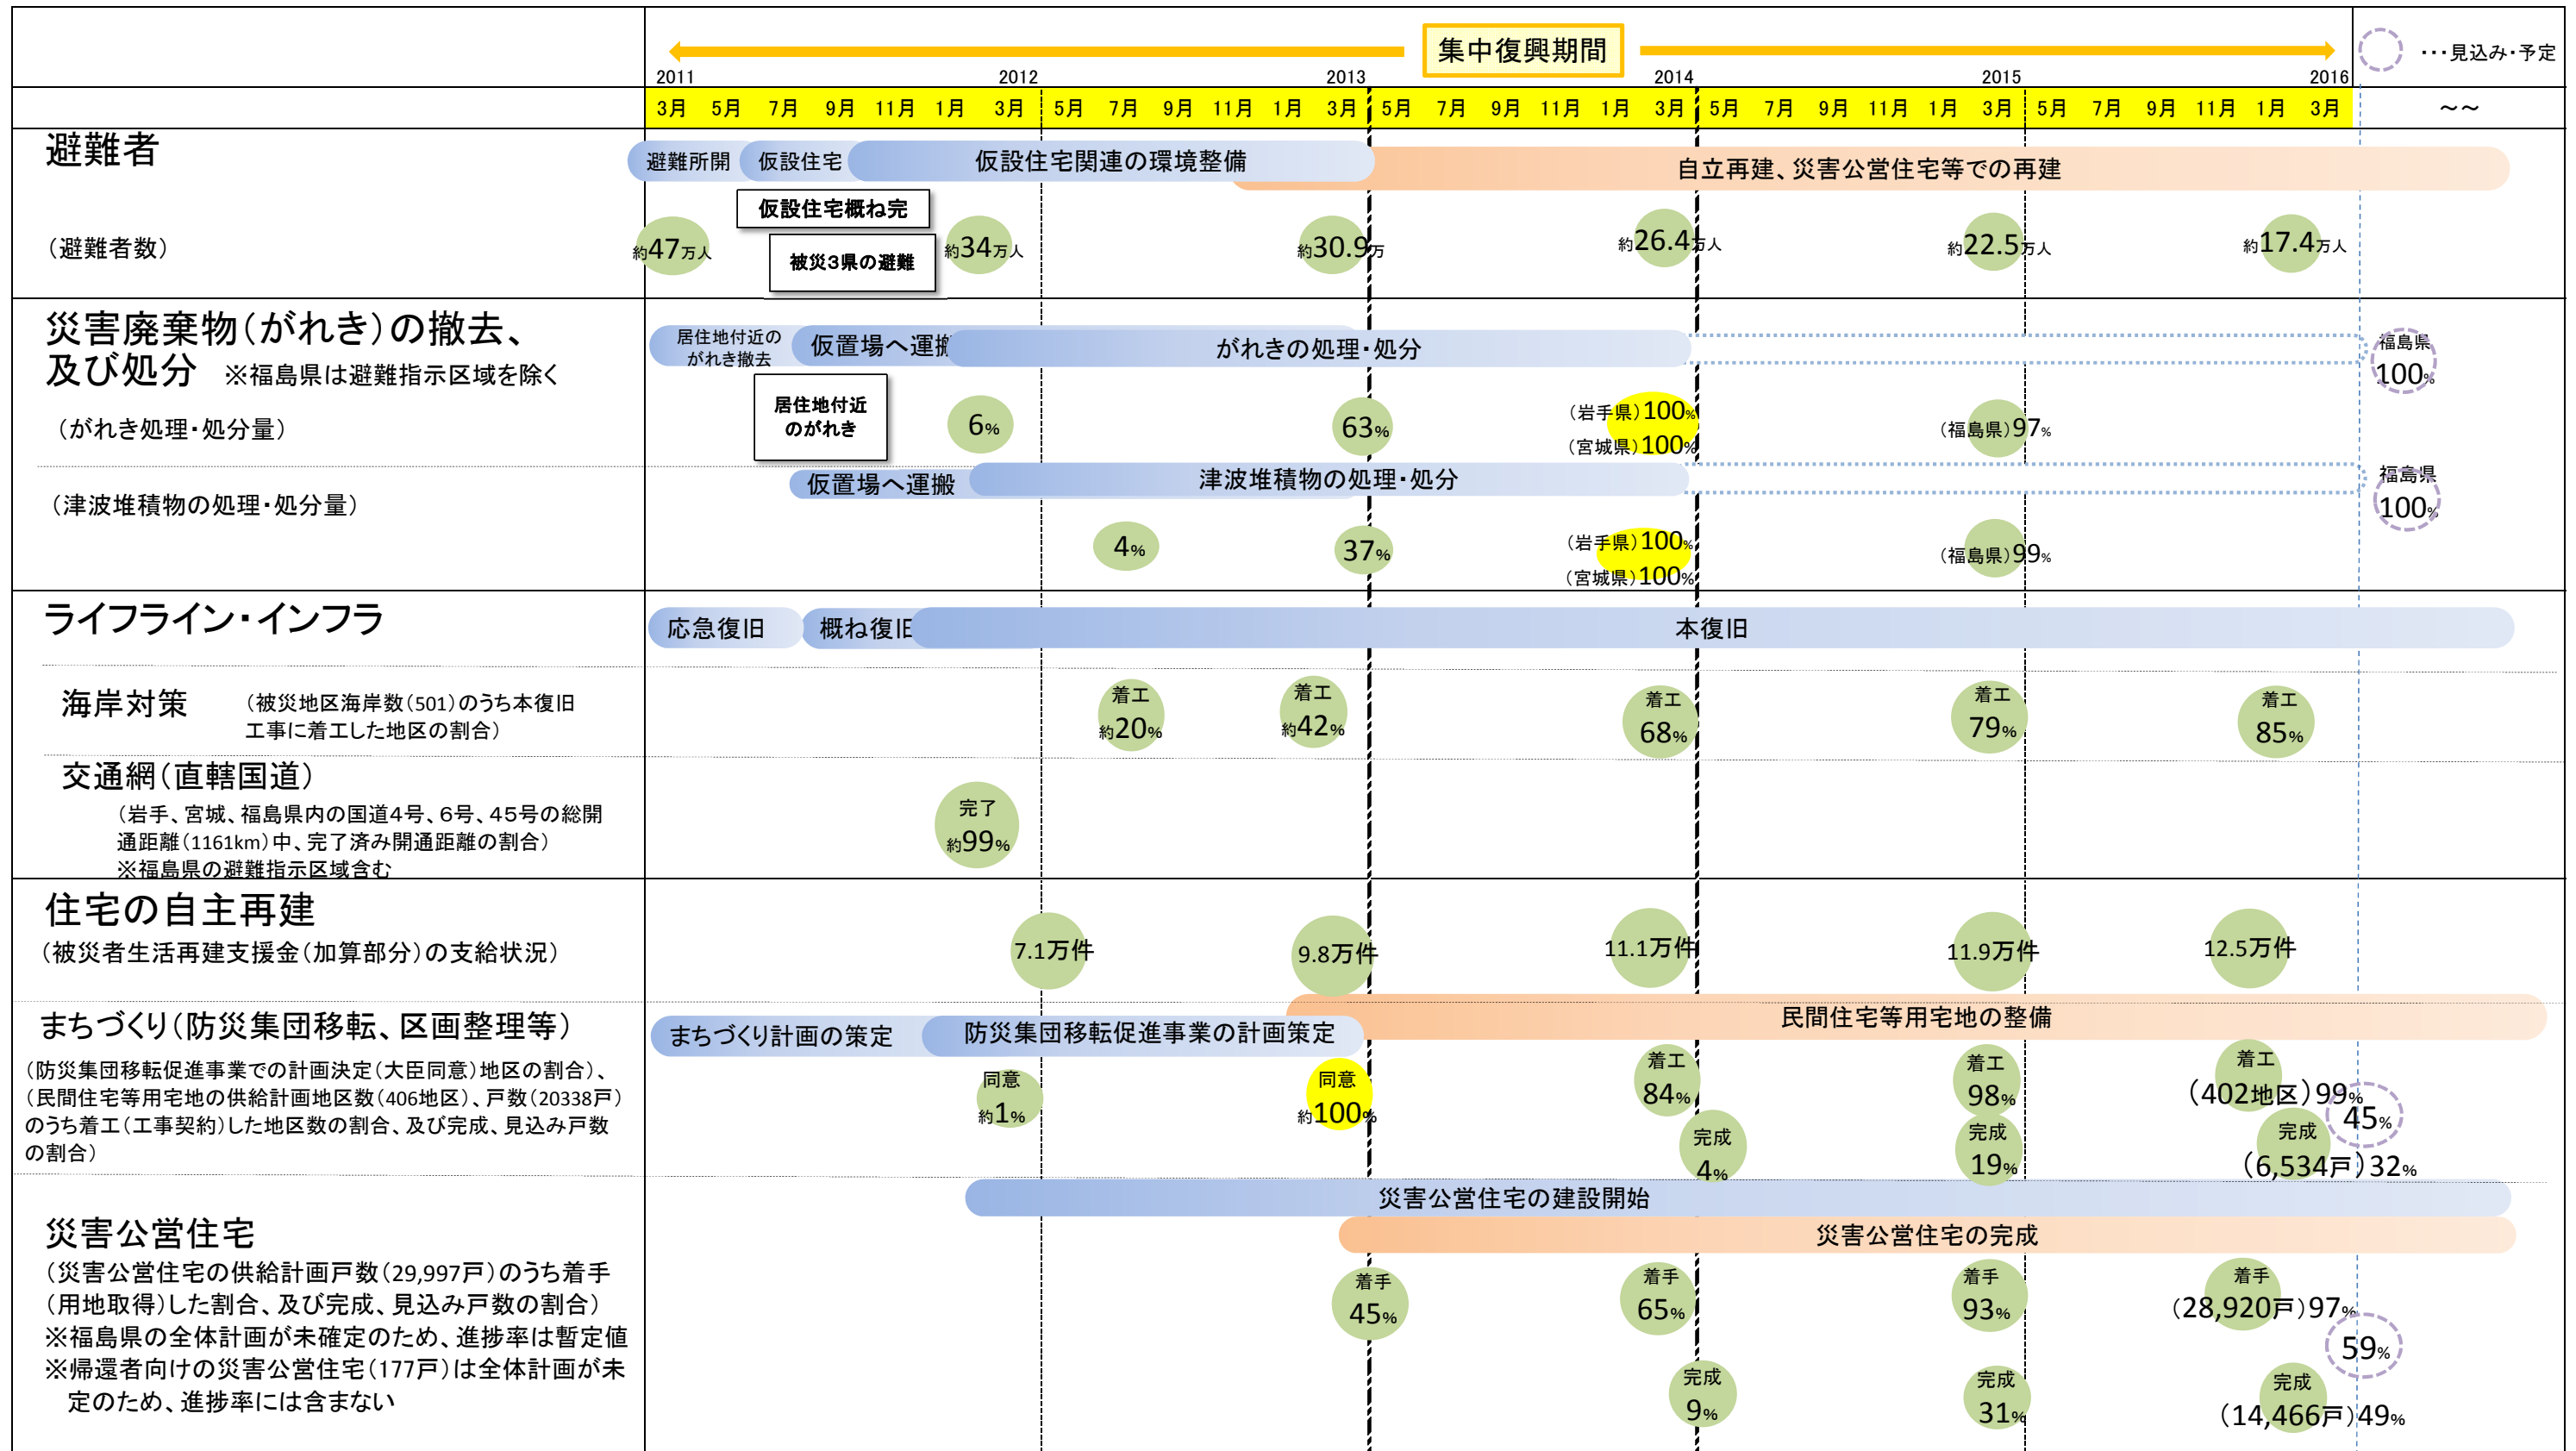 集中復興期間
･･･見込み・予定
2011 2012 2013 2014 2015 2016
3月 5月 7月 9月 11月 1月 3月 5月 7月 9月 11月 1月 3月 5月 7月 9月 11月 1月 3月 5月 7月 9月 11月 1月 3月 5月 7月 9月 11月 1月 3月 ～～
避難者
避難所開 仮設住宅 仮設住宅関連の環境整備 自立再建、災害公営住宅等での再建
仮設住宅概ね完
（避難者数）
約47万人 被災３県の避難 約34万人 約30.9万 約26.4万人 約22.5万人 約17.4万人
災害廃棄物（がれき）の撤去、
及び処分 ※福島県は避難指示区域を除く
居住地付近の
がれき撤去
仮置場へ運搬 がれきの処理・処分
福島県
100%
居住地付近
のがれき
（がれき処理・処分量）
6% 63%
（岩手県）100%
（宮城県）100%
（福島県）97%
仮置場へ運搬 津波堆積物の処理・処分
福島県
100%
（津波堆積物の処理・処分量）
4% 37%
（岩手県）100%
（宮城県）100%
（福島県）99%
ライフライン・インフラ
応急復旧 概ね復旧 本復旧
海岸対策
（被災地区海岸数（501）のうち本復旧
工事に着工した地区の割合）
着工 着工 着工 着工 着工
約20% 約42% 68% 79% 85%
交通網（直轄国道）
（岩手、宮城、福島県内の国道４号、６号、４５号の総開
通距離（1161km）中、完了済み開通距離の割合）
※福島県の避難指示区域含む
完了
約99%
住宅の自主再建
（被災者生活再建支援金（加算部分）の支給状況）
7.1万件 9.8万件 11.1万件 11.9万件 12.5万件
まちづくり（防災集団移転、区画整理等）
まちづくり計画の策定 防災集団移転促進事業の計画策定 民間住宅等用宅地の整備
（防災集団移転促進事業での計画決定（大臣同意）地区の割合）、
（民間住宅等用宅地の供給計画地区数（406地区）、戸数（20338戸）
のうち着工（工事契約）した地区数の割合、及び完成、見込み戸数
の割合）
同意 同意 着工 着工 着工
約1% 約100% 84% 98% （402地区）99%
45%
完成 完成 完成
4% 19% （6,534戸）32%
災害公営住宅の建設開始
災害公営住宅の完成
災害公営住宅
（災害公営住宅の供給計画戸数（29,997戸）のうち着手
（用地取得）した割合、及び完成、見込み戸数の割合）
※福島県の全体計画が未確定のため、進捗率は暫定値
※帰還者向けの災害公営住宅（177戸）は全体計画が未
定のため、進捗率には含まない
着手 着手 着手 着手
45% 65% 93% （28,920戸）97%
59%
完成 完成 完成
9% 31% （14,466戸）49%